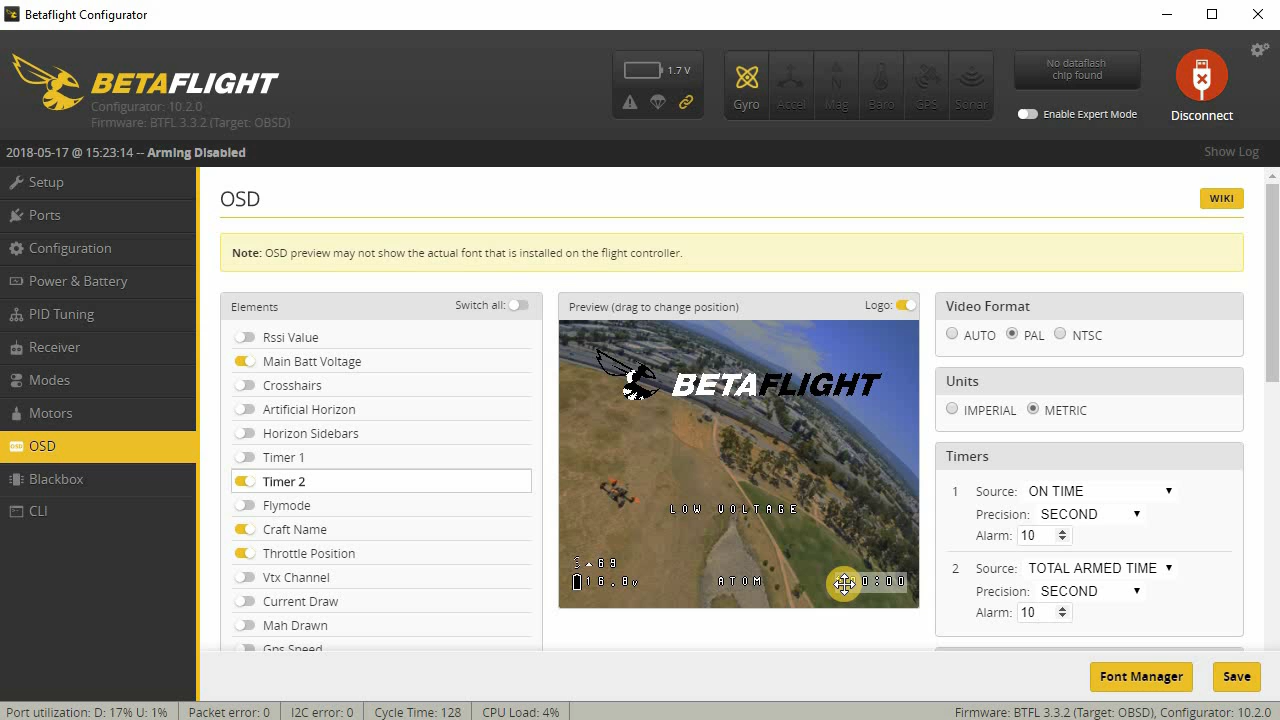 Betaflight Configurator
BETAFLIGHT
Configurator: 10.2.0
Firmware: BTFL 3.3.2 (Target: OBSD)
1.7 V
Gyro
Accel
Mag
Baro
GPS
Sonar
No dataflash
chip found
Enable Expert Mode
Disconnect
2018-05-17 @ 15:23:14 -- Arming Disabled
Show Log
Setup
Ports
Configuration
Power & Battery
PID Tuning
Receiver
Modes
Motors
OSD
Blackbox
CLI
OSD
WIKI
Note: OSD preview may not show the actual font that is installed on the flight controller.
Elements
Switch all:
Rssi Value
Main Batt Voltage
Crosshairs
Artificial Horizon
Horizon Sidebars
Timer 1
Timer 2
Flymode
Craft Name
Throttle Position
Vtx Channel
Current Draw
Mah Drawn
Gps Speed
Preview (drag to change position)
Logo:
BETAFLIGHT
LOW VOLTAGE
69
16.8v
ATOM
0:00
Video Format
AUTO PAL NTSC
Units
IMPERIAL METRIC
Timers
1 Source: ON TIME
Precision: SECOND
Alarm: 10
2 Source: TOTAL ARMED TIME
Precision: SECOND
Alarm: 10
Font Manager
Save
Port utilization: D: 17% U: 1%
Packet error: 0
I2C error: 0
Cycle Time: 128
CPU Load: 4%
Firmware: BTFL 3.3.2 (Target: OBSD), Configurator: 10.2.0